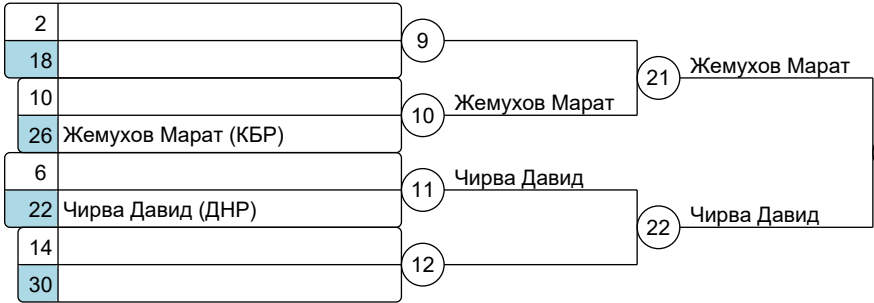 2
9
18
21 Жемухов Марат
10
10 Жемухов Марат
26 Жемухов Марат (КБР)
6
11 Чирва Давид
22 Чирва Давид (ДНР)
22 Чирва Давид
14
12
30